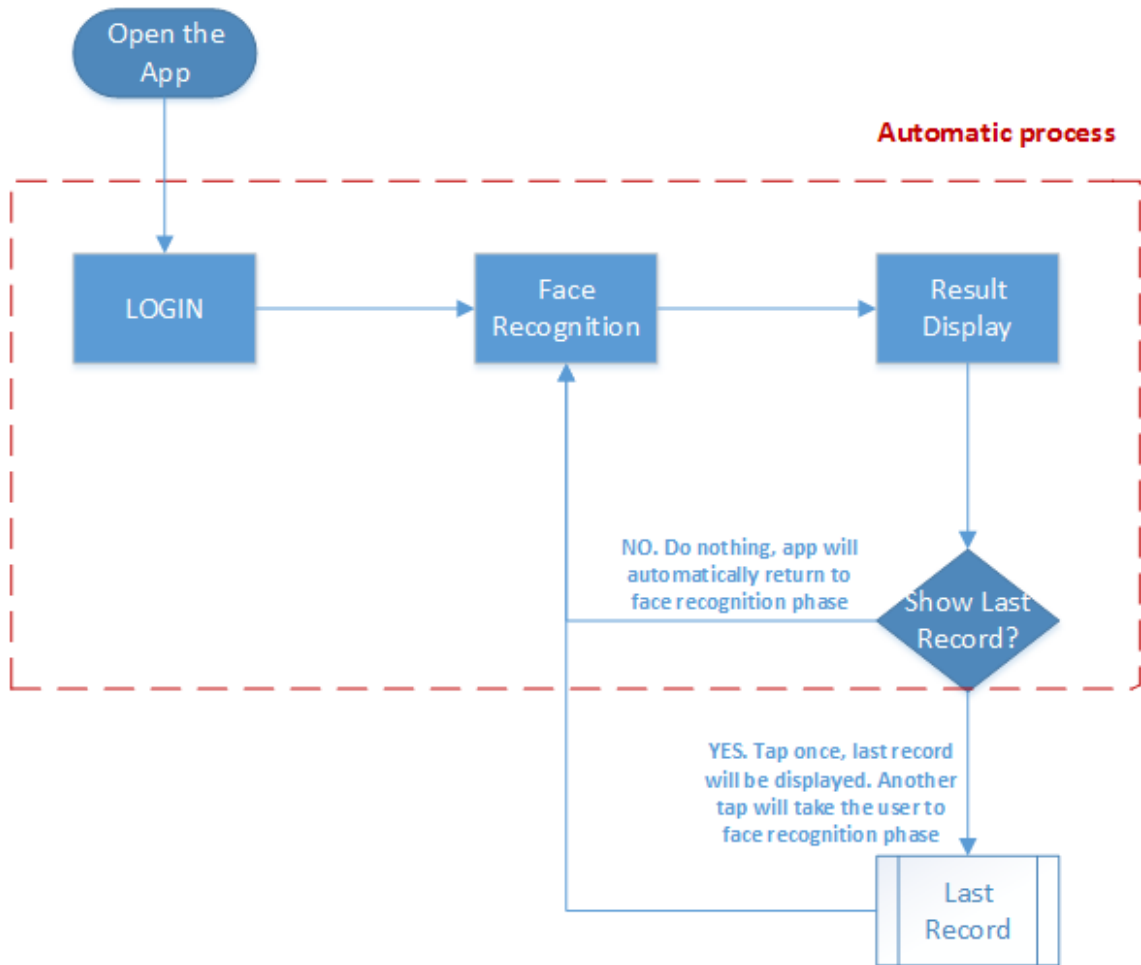 Open the
App
Automatic process
LOGIN
Face
Recognition
Result
Display
NO. Do nothing, app will
automatically return to
face recognition phase
Show Last
Record?
YES. Tap once, last record
will be displayed. Another
tap will take the user to
face recognition phase
Last
Record